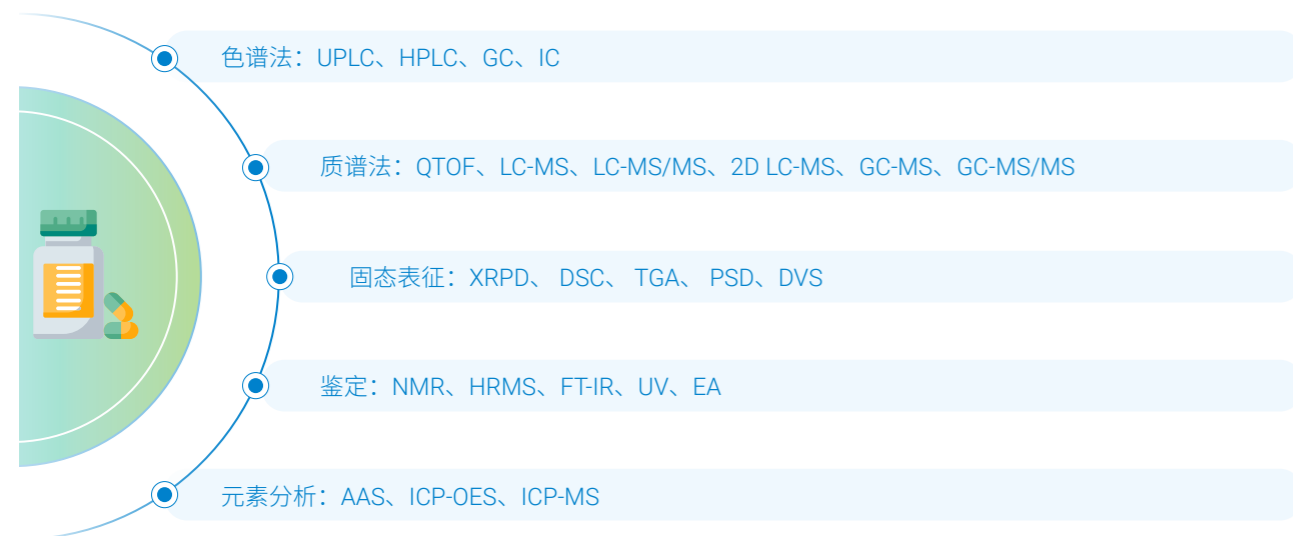 色谱法：UPLC、HPLC、GC、IC
质谱法：QTOF、LC-MS、LC-MS/MS、2D LC-MS、GC-MS、GC-MS/MS
固态表征：XRPD、 DSC、 TGA、 PSD、DVS
鉴定：NMR、HRMS、FT-IR、UV、EA
元素分析：AAS、ICP-OES、ICP-MS